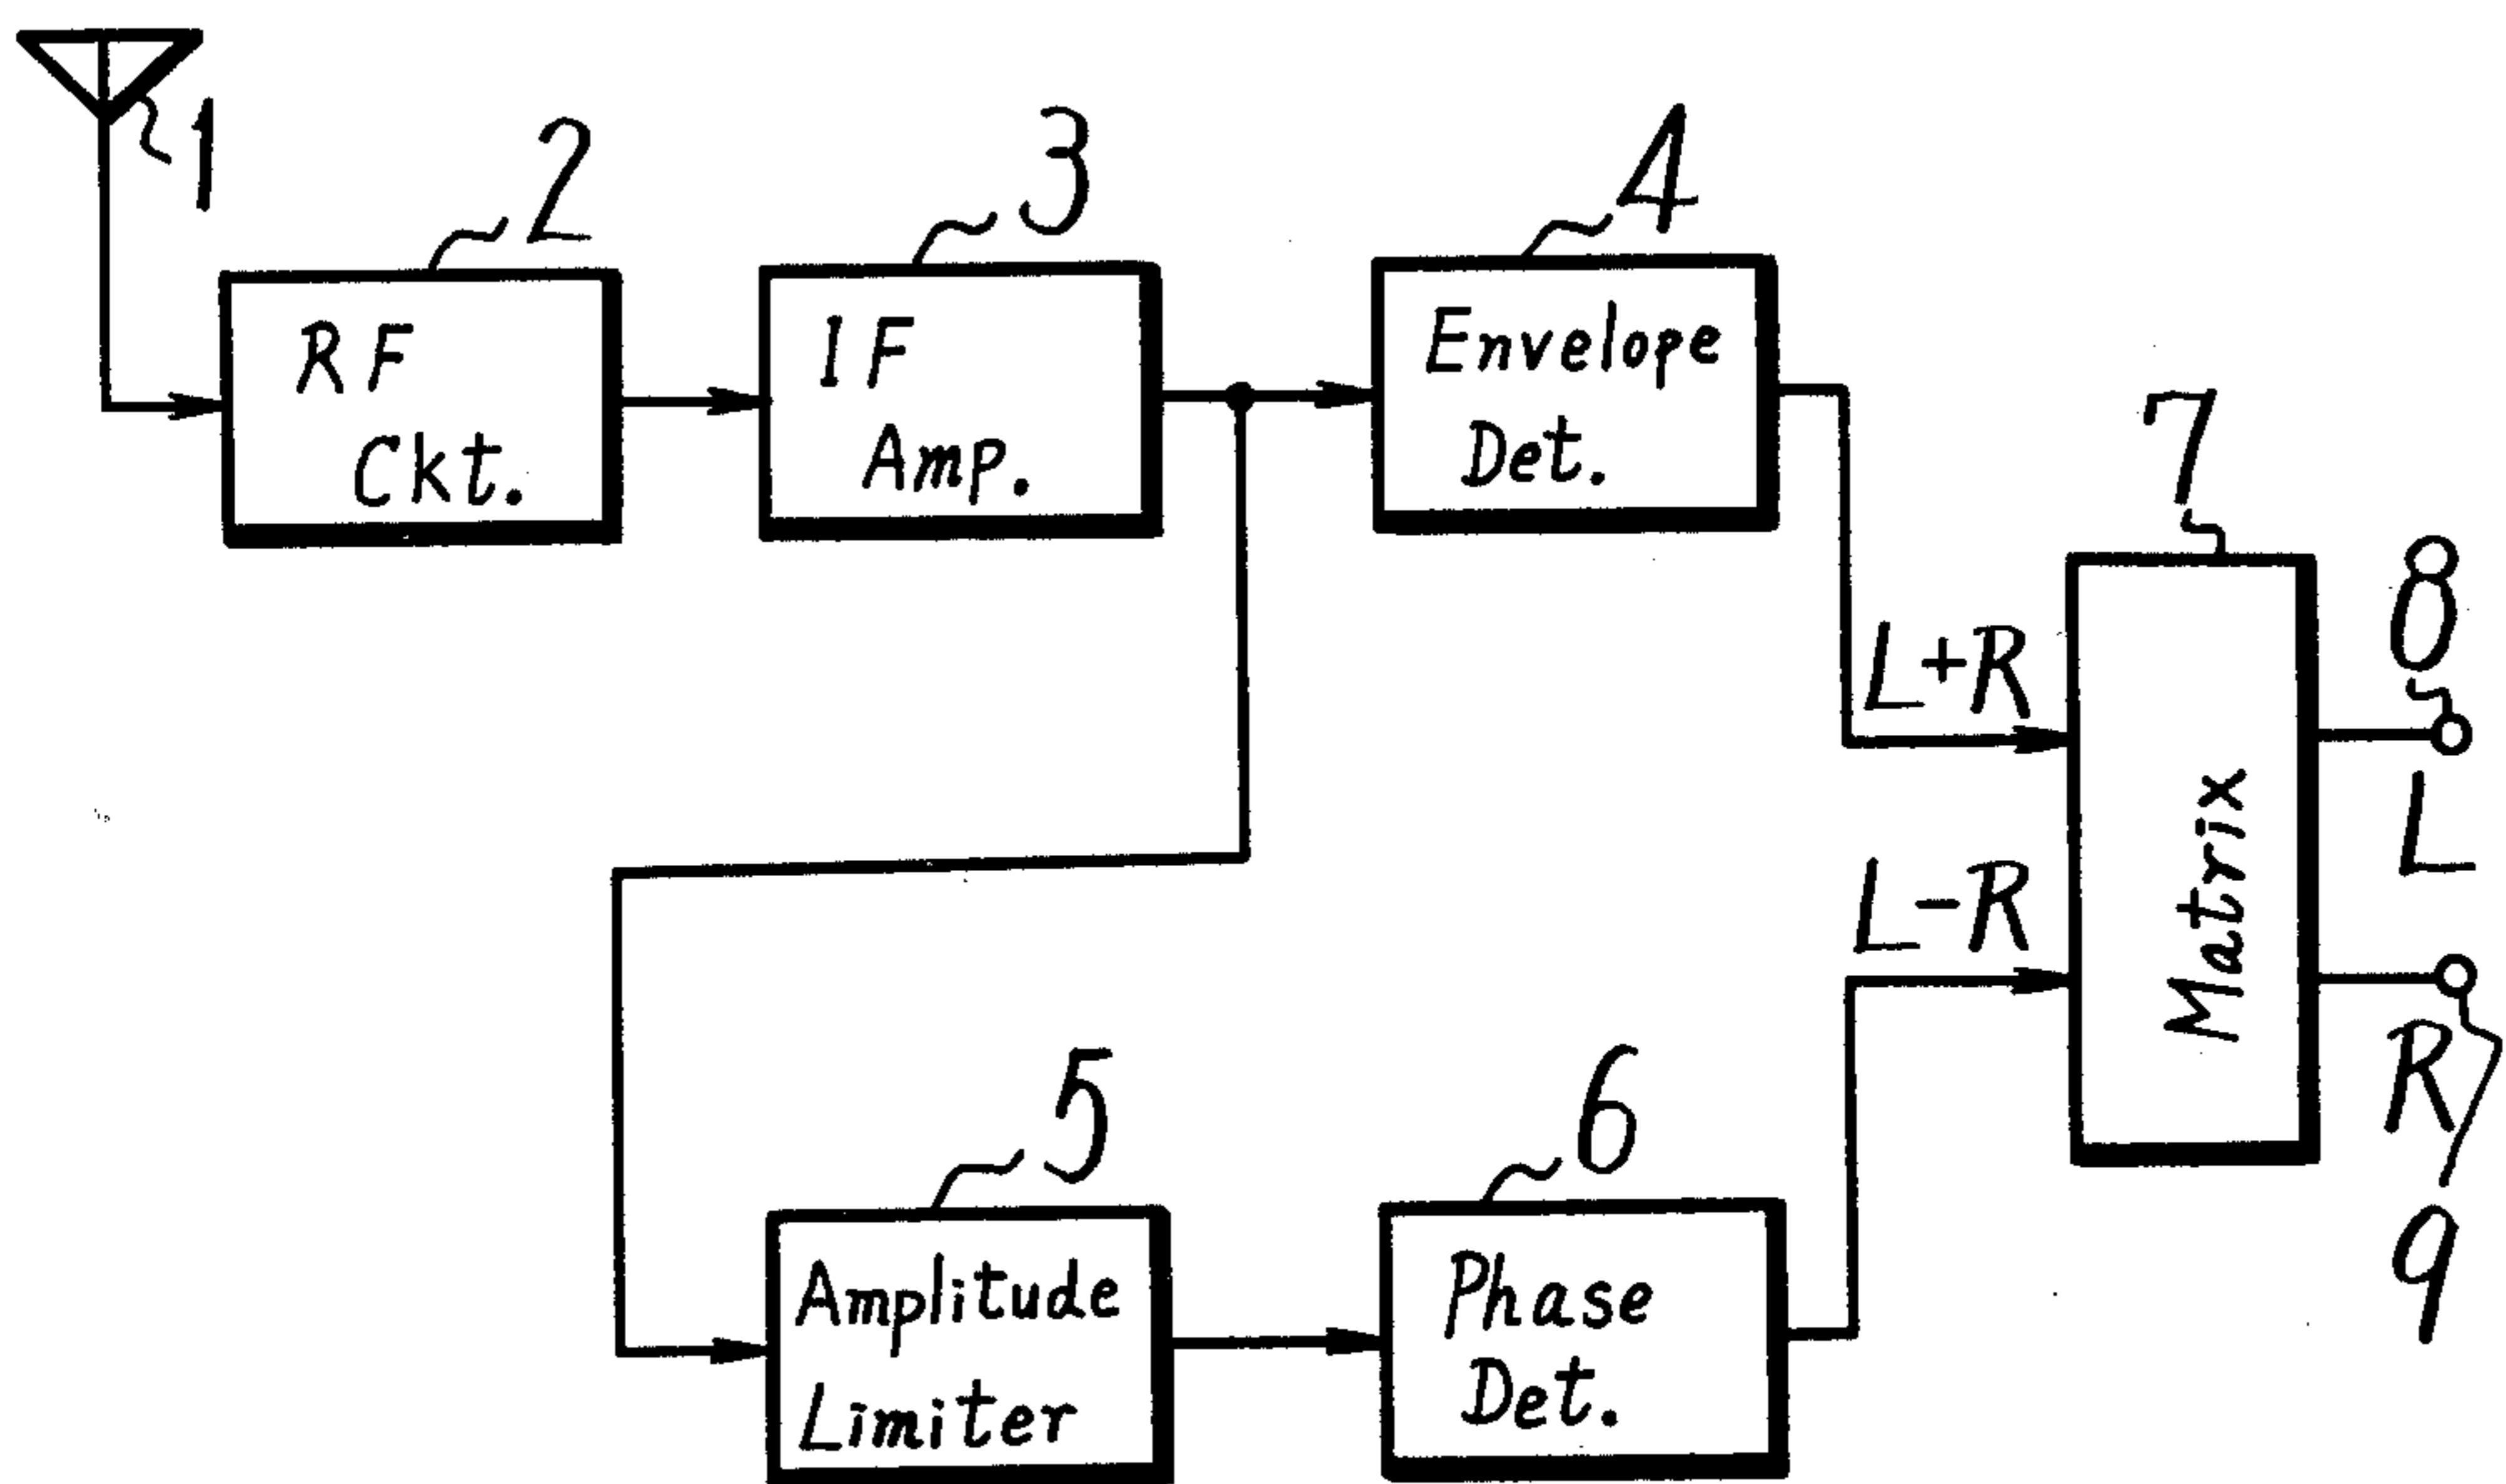 1
2
3
4
RF
Ckt.
IF
Amp.
Envelope
Det.
7
8
L+R
L
L-R
Matrix
R
9
5
6
Amplitude
Limiter
Phase
Det.